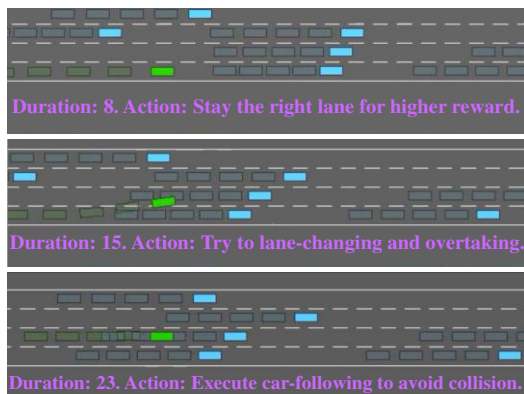 Duration: 8. Action: Stay the right lane for higher reward.
Duration: 15. Action: Try to lane-changing and overtaking.
Duration: 23. Action: Execute car-following to avoid collision.